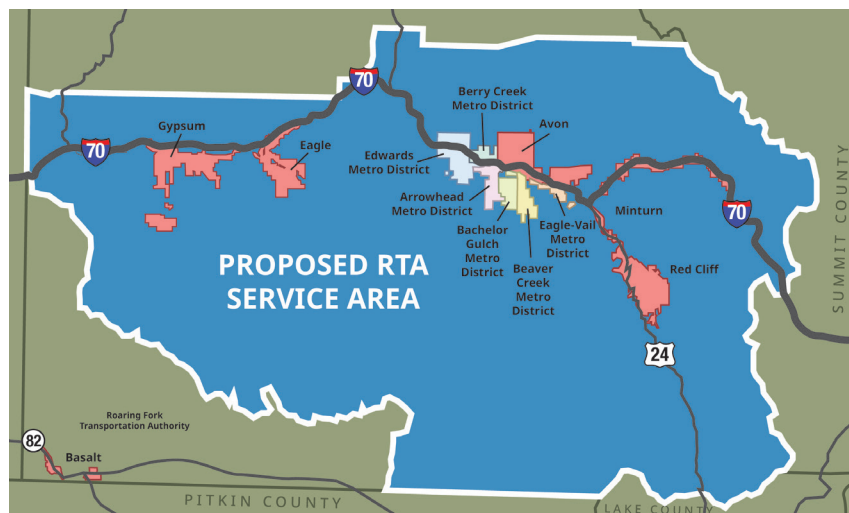 70
Gypsum
70
Eagle
Berry Creek
Metro District
Avon
Edwards
Metro District
Arrowhead
Metro District
Bachelor
Gulch
Metro
District
Beaver
Creek
Metro
District
Eagle-Vail
Metro
District
Minturn
70
SUMMIT COUNTY
Red Cliff
PROPOSED RTA
SERVICE AREA
24
Roaring Fork
Transportation Authority
82
Basalt
PITKIN COUNTY
LAKE COUNTY